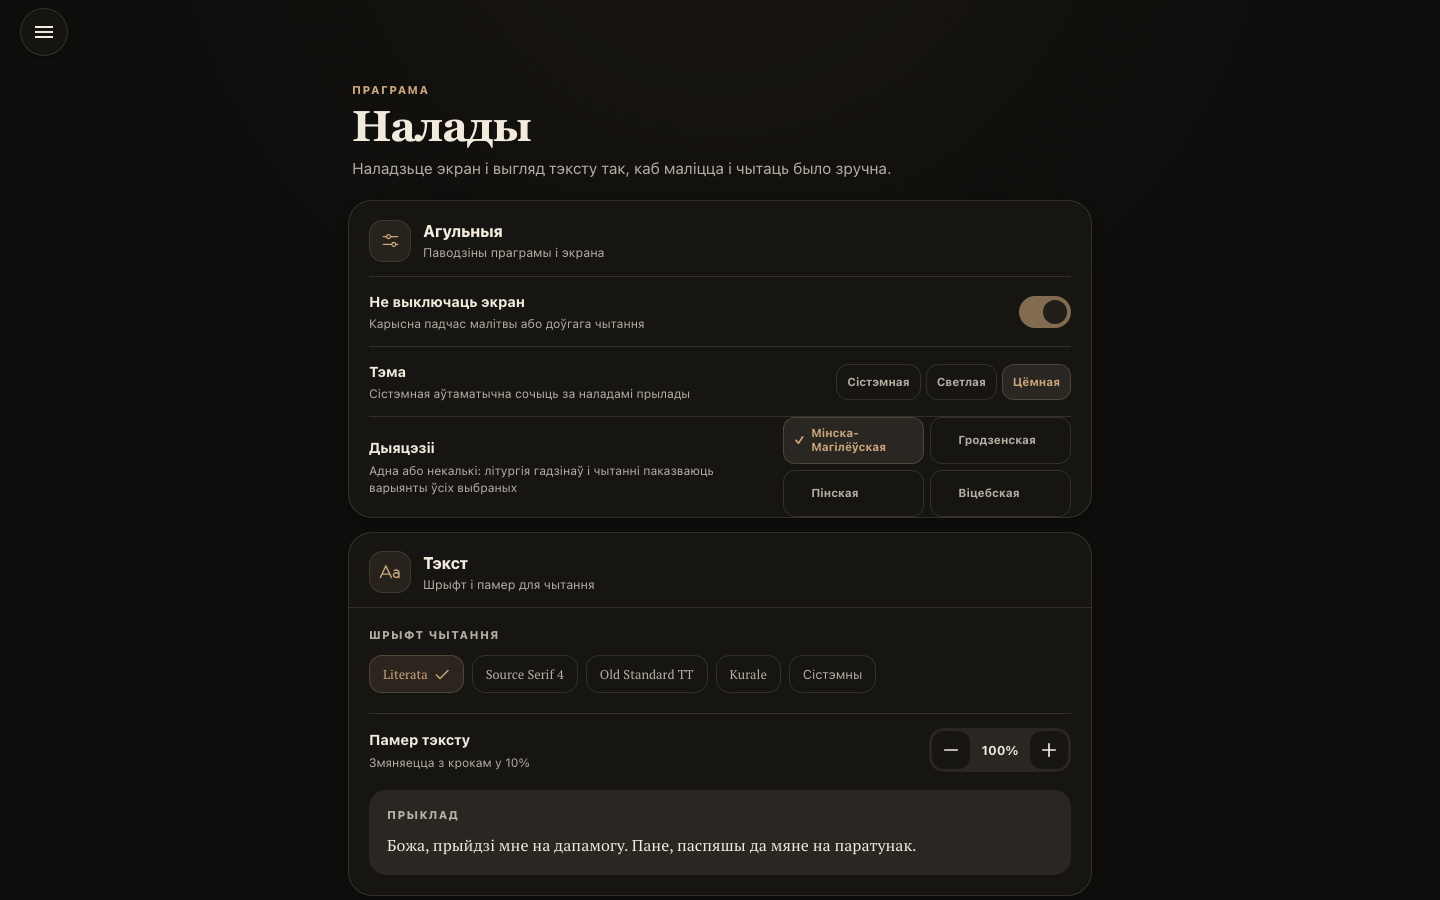 ПРАГРАМА
Налады
Наладзьце экран і выгляд тэксту так, каб маліцца і чытаць было зручна.
Агульныя
Паводзіны праграмы і экрана
Не выключаць экран
Карысна падчас малітвы або доўгага чытання
Тэма
Сістэмная аўтаматычна сочыць за наладамі прылады
Сістэмная
Светлая
Цёмная
Дыяцэзіі
Адна або некалькі: літургія гадзінаў і чытанні паказваюць
варыянты ўсіх выбраных
Мінска-
Магілёўская
Гродзенская
Пінская
Віцебская
Aa
Тэкст
Шрыфт і памер для чытання
ШРЫФТ ЧЫТАННЯ
Literata
Source Serif 4
Old Standard TT
Kurale
Сістэмны
Памер тэксту
Змяняецца з крокам у 10%
100%
ПРЫКЛАД
Божа, прыйдзі мне на дапамогу. Пане, паспяшы да мяне на паратунак.